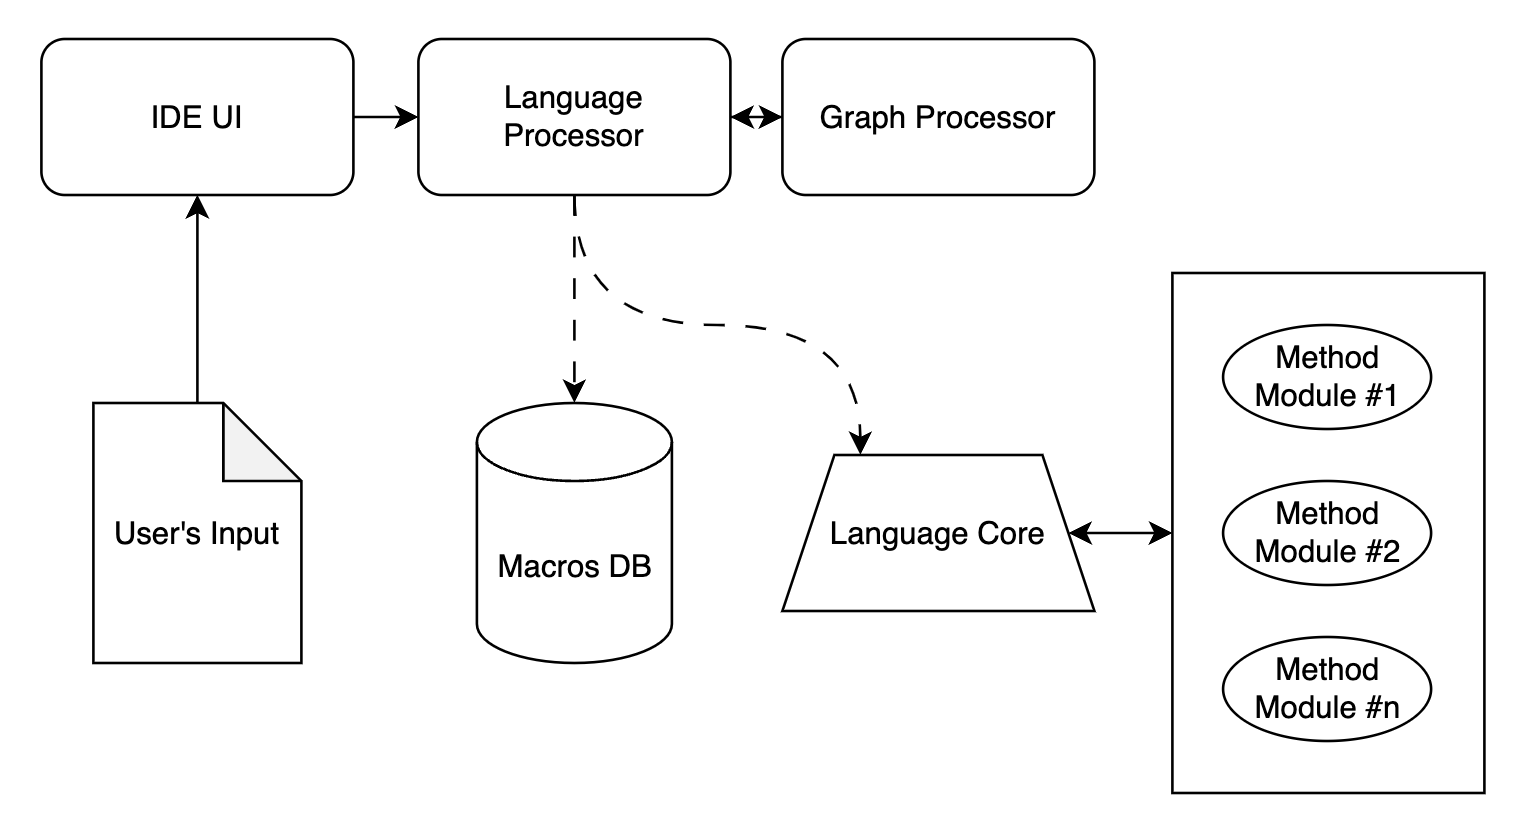 IDE UI
Language
Processor
Graph Processor
User's Input
Macros DB
Language Core
Method
Module #1
Method
Module #2
Method
Module #n